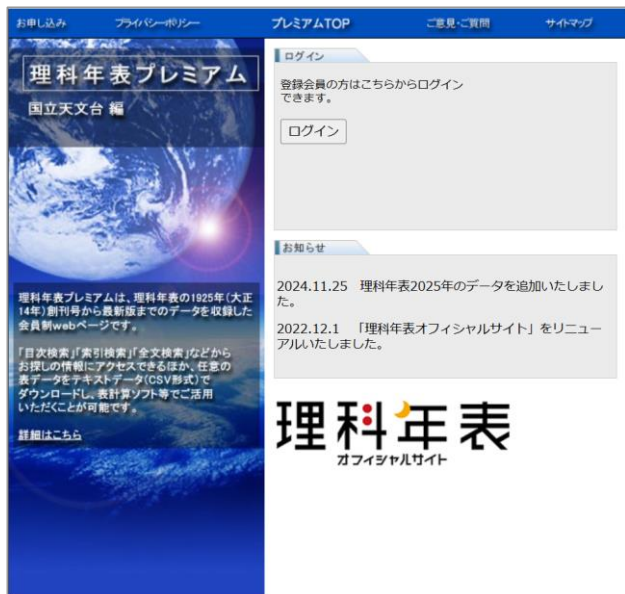 お申し込み プライバシーポリシー プレミアムTOP ご意見・ご質問 サイトマップ
理科年表プレミアム
国立天文台 編
理科年表プレミアムは、理科年表の1925年(大正
14年)創刊号から最新版までのデータを収録した
会員制webページです。
「目次検索」「索引検索」「全文検索」などから
お探しの情報にアクセスできるほか、任意の
表データをテキストデータ(CSV形式)で
ダウンロードし、表計算ソフト等でご活用
いただくことが可能です。
詳細はこちら
ログイン
登録会員の方はこちらからログイン
できます。
ログイン
お知らせ
2024.11.25 理科年表2025年のデータを追加いたしまし
た。
2022.12.1 「理科年表オフィシャルサイト」をリニュー
アルいたしました。
理科年表
オフィシャルサイト